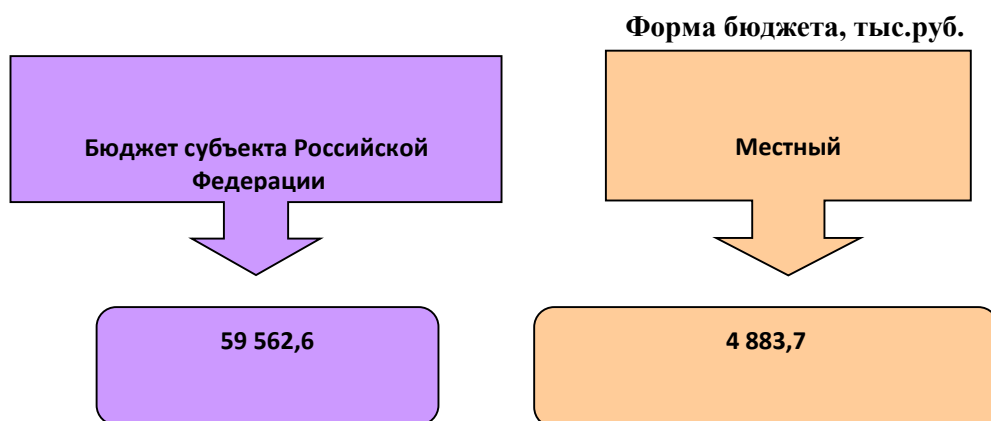 Форма бюджета, тыс.руб.
Бюджет субъекта Российской
Федерации
Местный
59 562,6
4 883,7